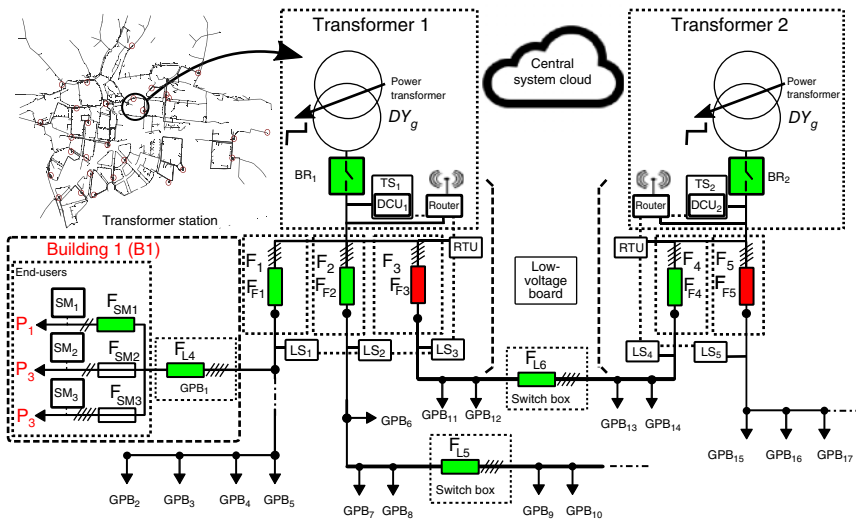 Transformer 1
Power
transformer
DYg
BR1
TS1
DCU1
Router
Central
system cloud
Transformer 2
Power
transformer
DYg
BR2
TS2
DCU2
Router
Transformer station
Building 1 (B1)
End-users
SM1
P1
FSM1
SM2
P3
FSM2
SM3
P3
FSM3
FL4
GPB1
F1
FF1
F2
FF2
F3
FF3
RTU
LS1
LS2
LS3
Low-
voltage
board
RTU
F4
FF4
F5
FF5
LS4
LS5
FL6
Switch box
GPB11
GPB12
GPB13
GPB14
GPB6
GPB15
GPB16
GPB17
FL5
Switch box
GPB2
GPB3
GPB4
GPB5
GPB7
GPB8
GPB9
GPB10